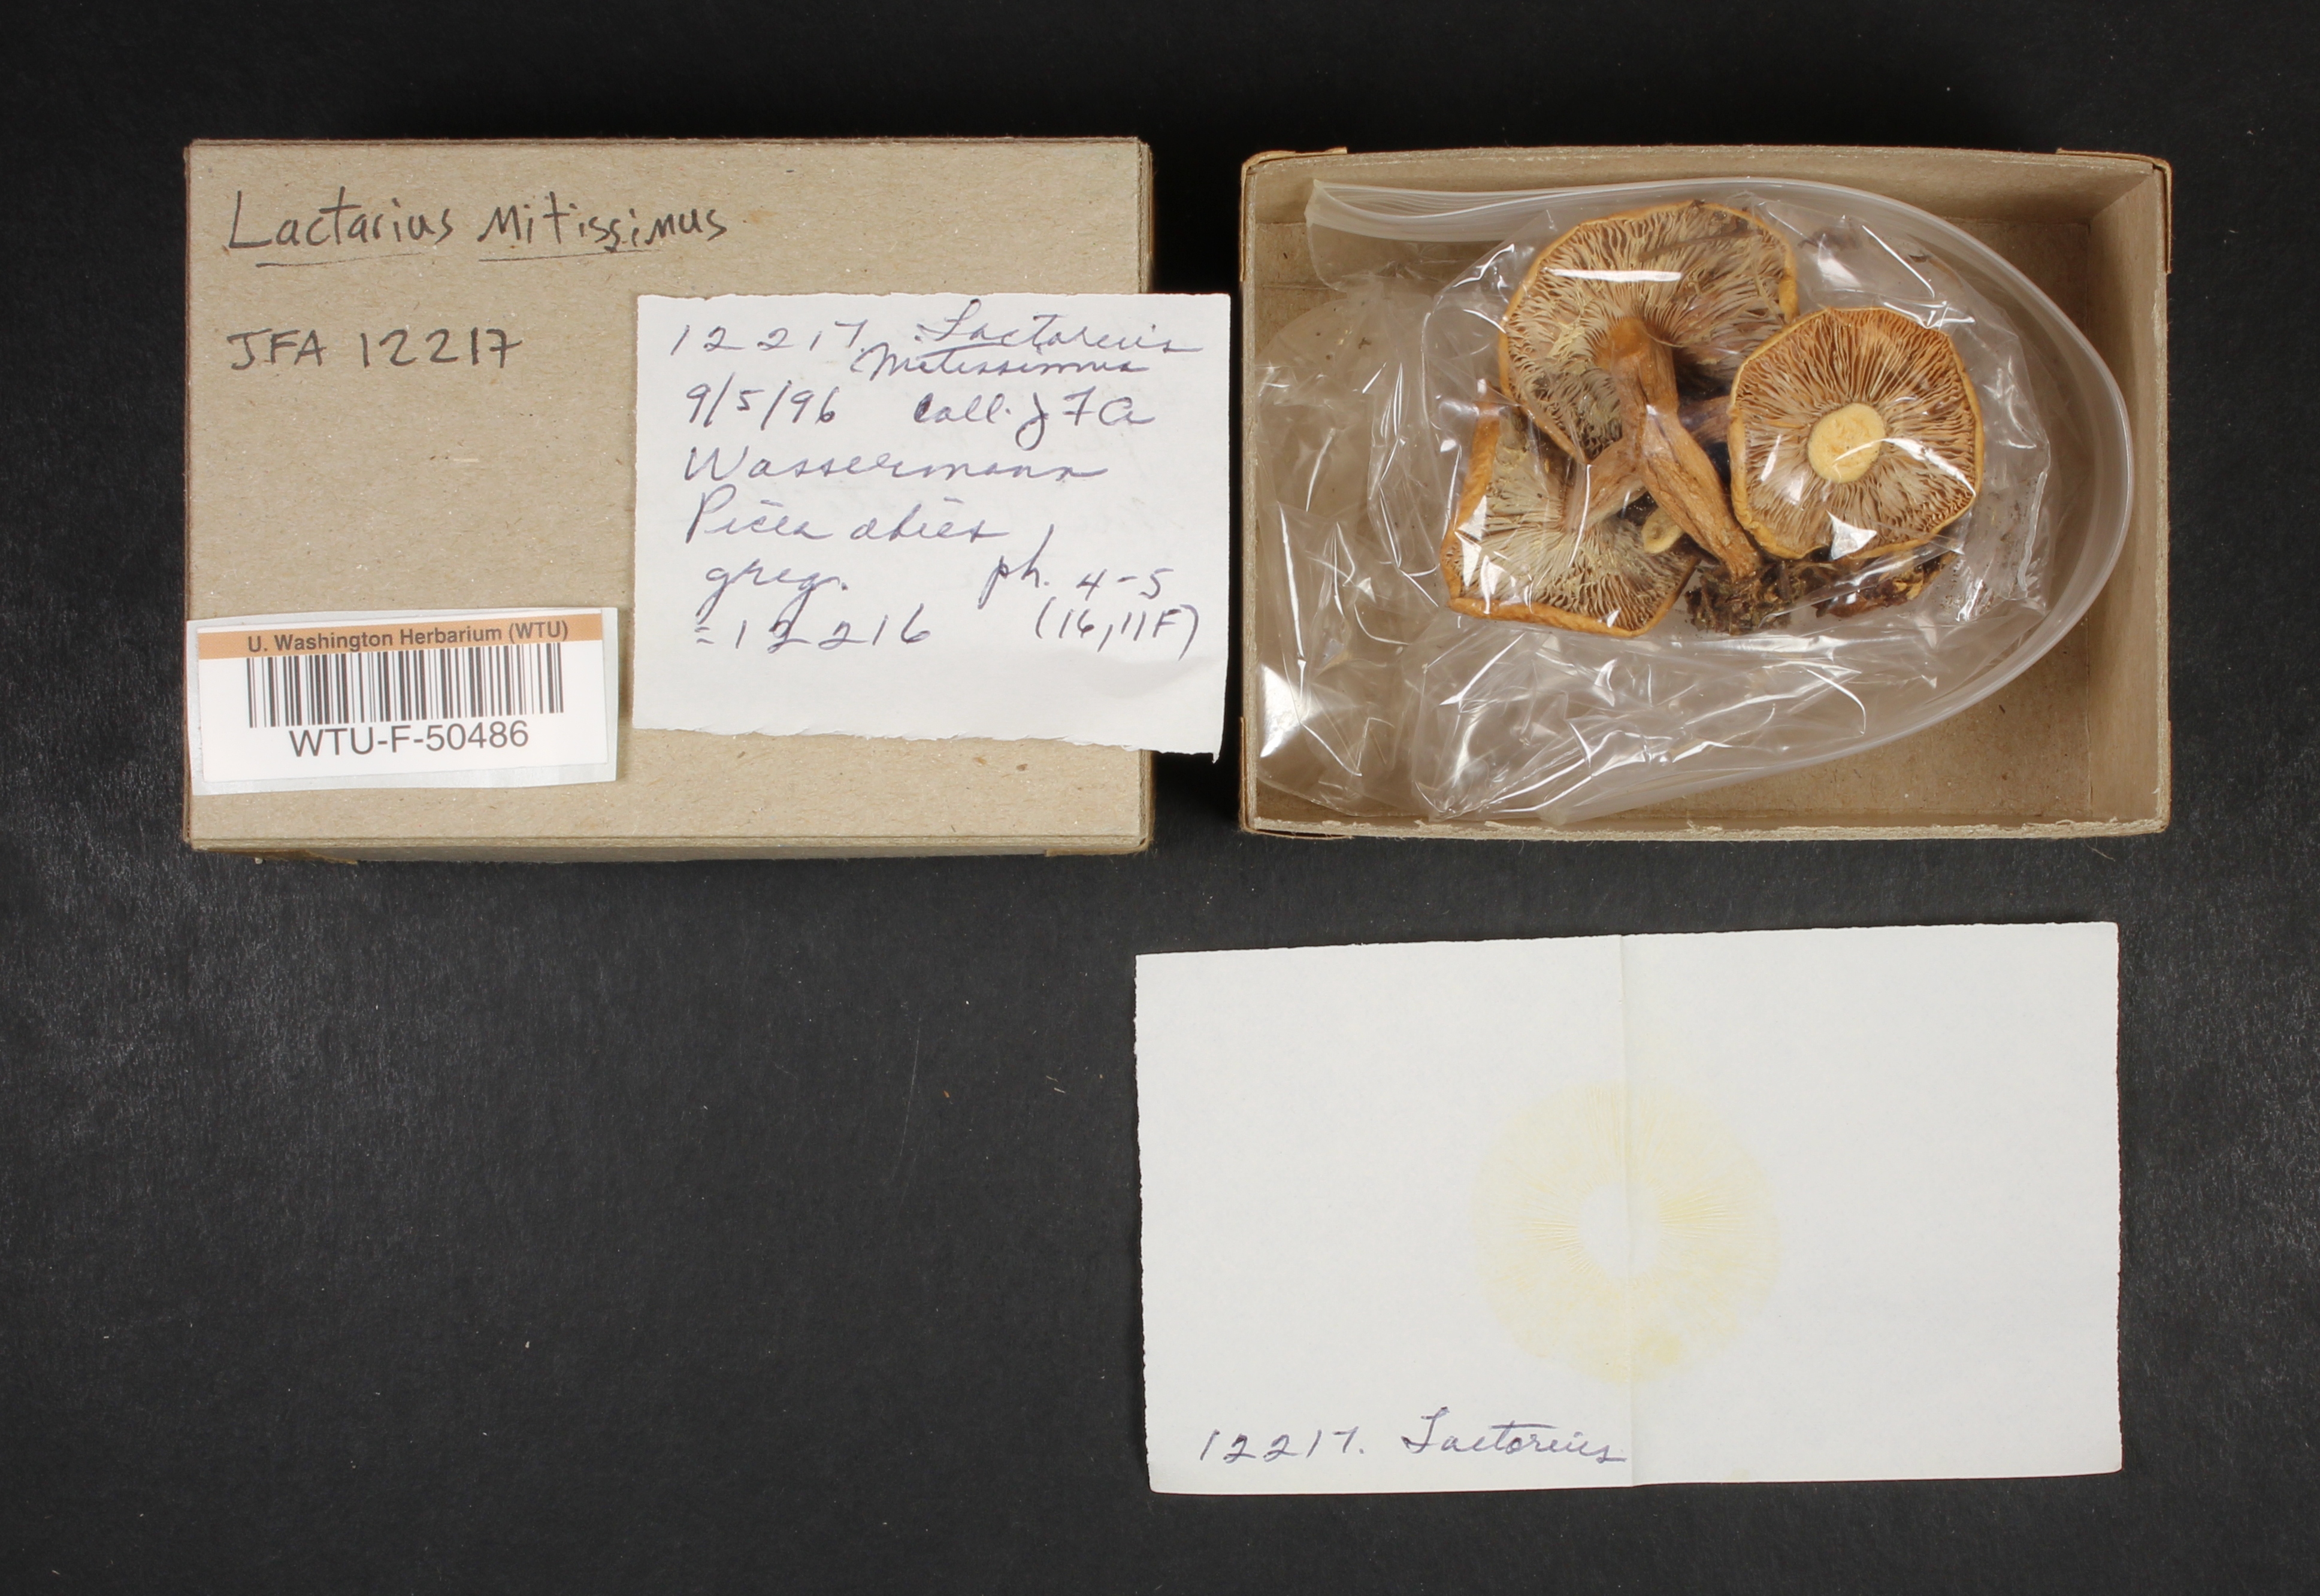 Lactarius mitissimus
JFA 12217
12217. Lactarius
mitissimus
9/5/96 Coll. JFA
Wassermann
Picea abies
greg. ph. 4-5
= 12216 (16,11F)
U. Washington Herbarium (WTU)
WTU-F-50486
12217. Lactarius